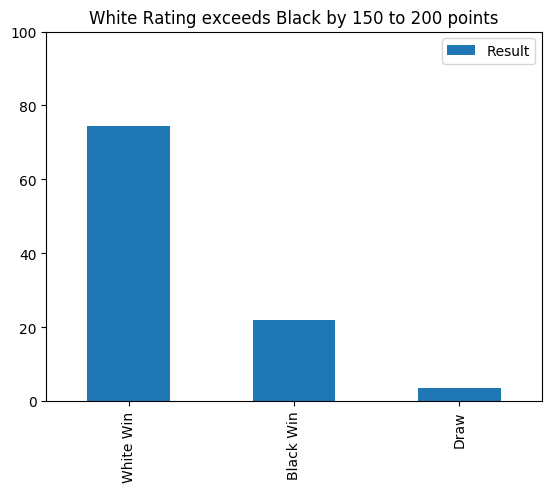 White Rating exceeds Black by 150 to 200 points
Result
100
80
60
40
20
0
White Win
Black Win
Draw